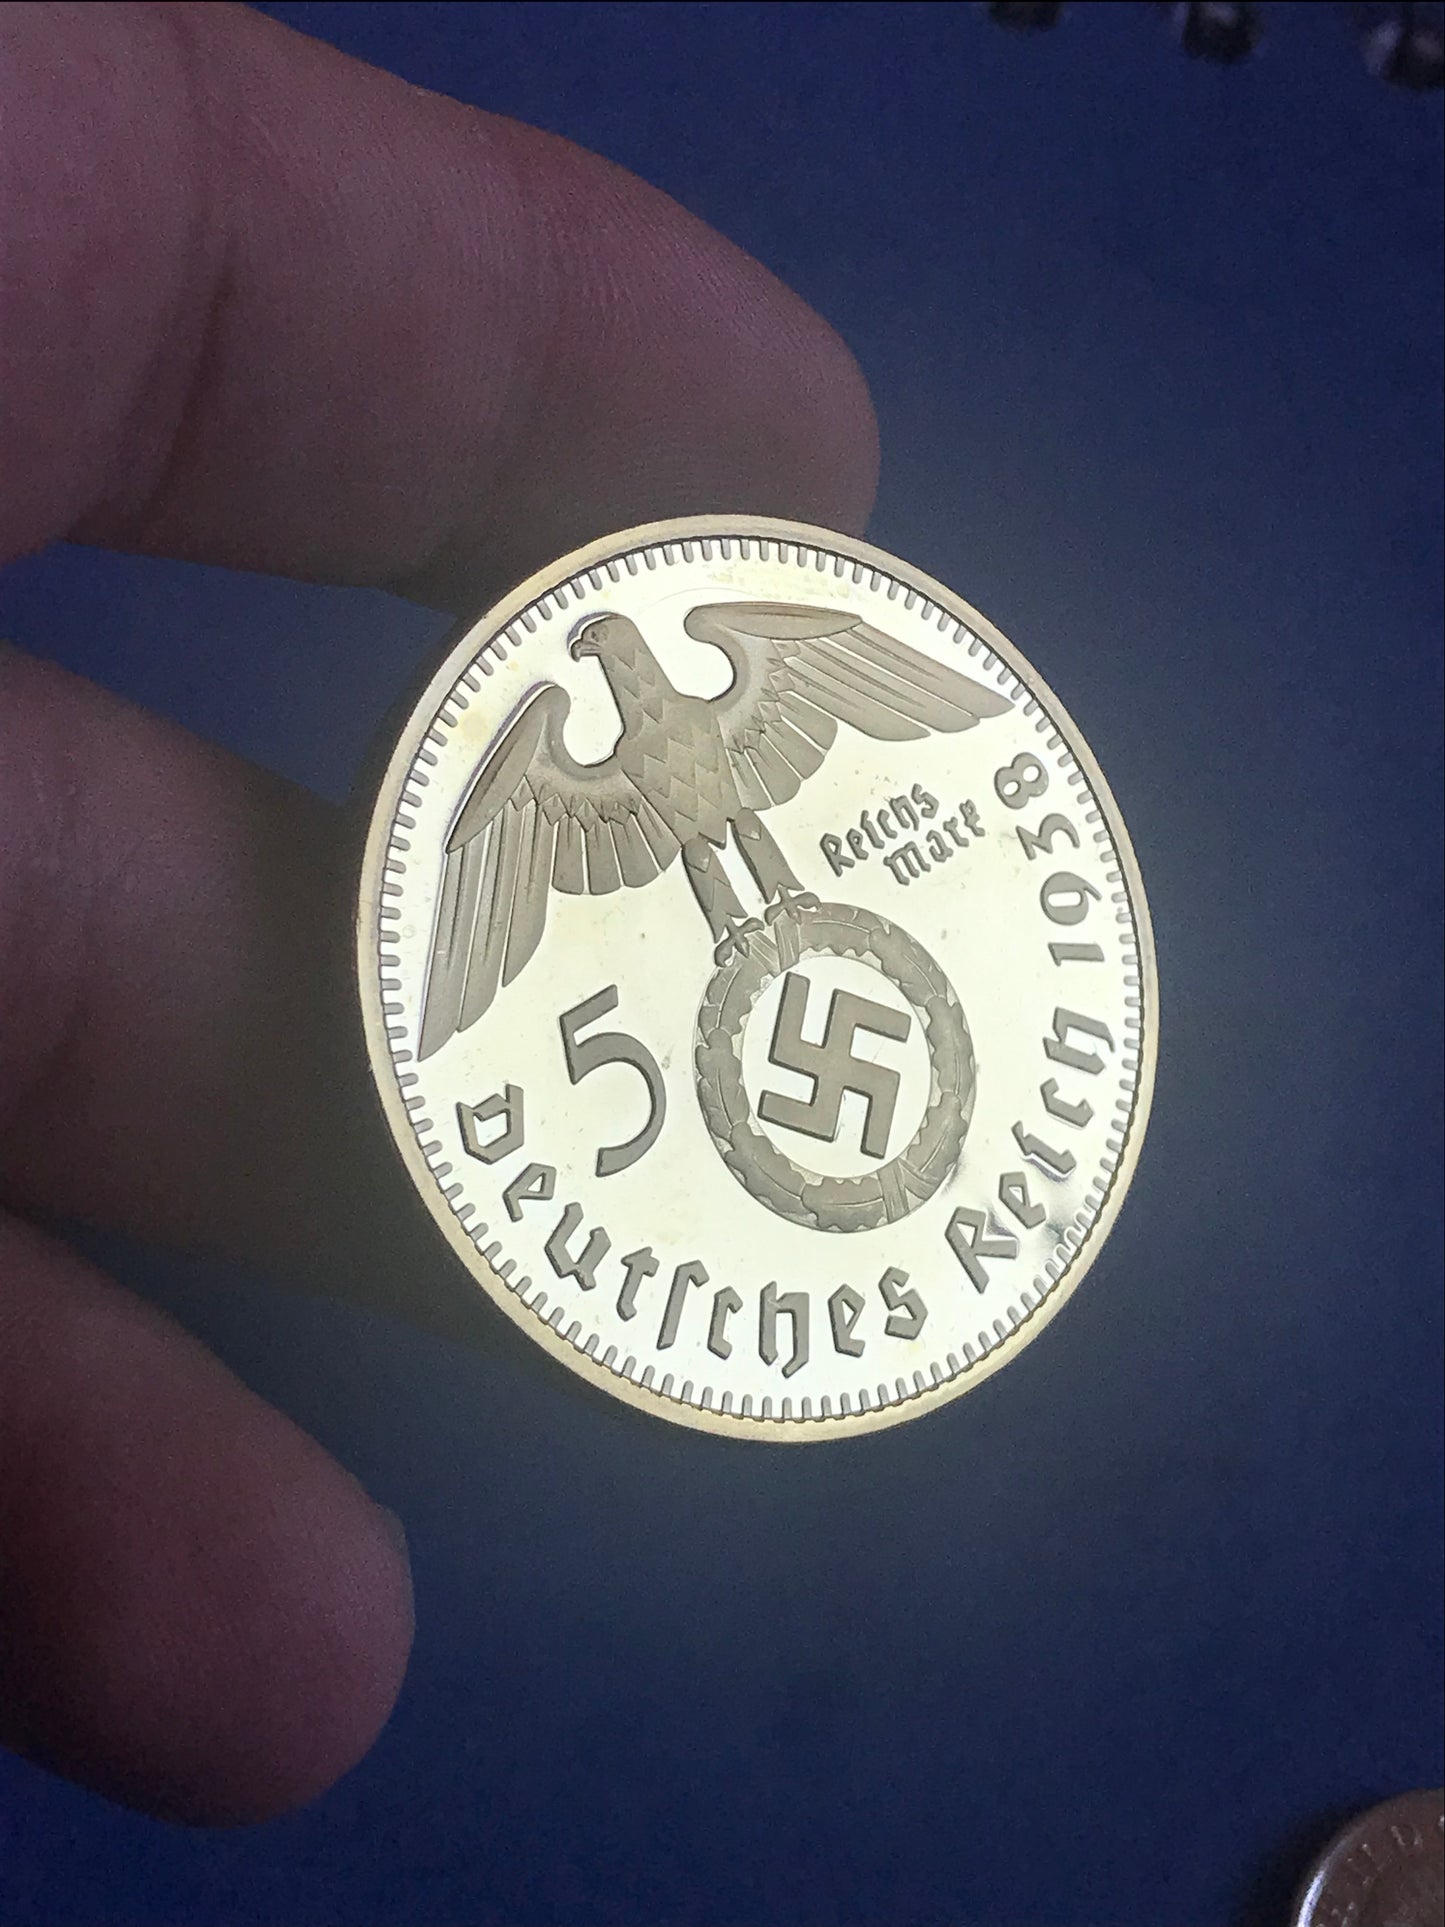 5
Reichs
mark
Deutsches Reich 1938